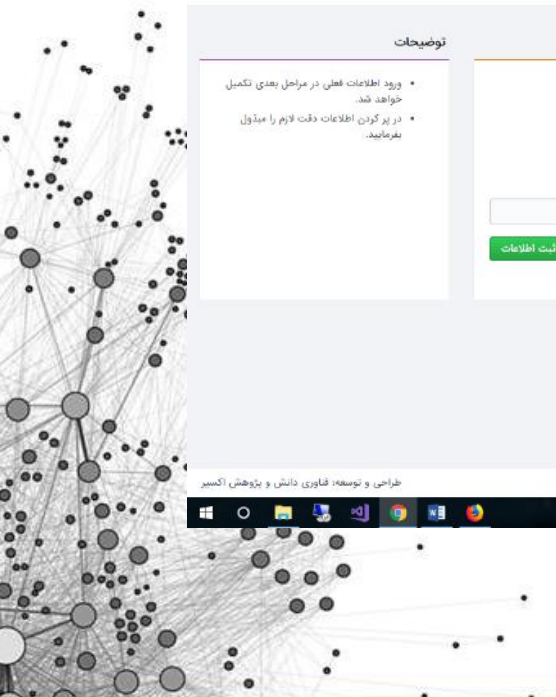 توضیحات
ورود اطلاعات فعلی در مراحل بعدی تکمیل
خواهد شد.
در پر کردن اطلاعات دقت لازم را مبذول
بفرمایید.
ثبت اطلاعات
طراحی و توسعه: فناوری دانش و پژوهش اکسیر